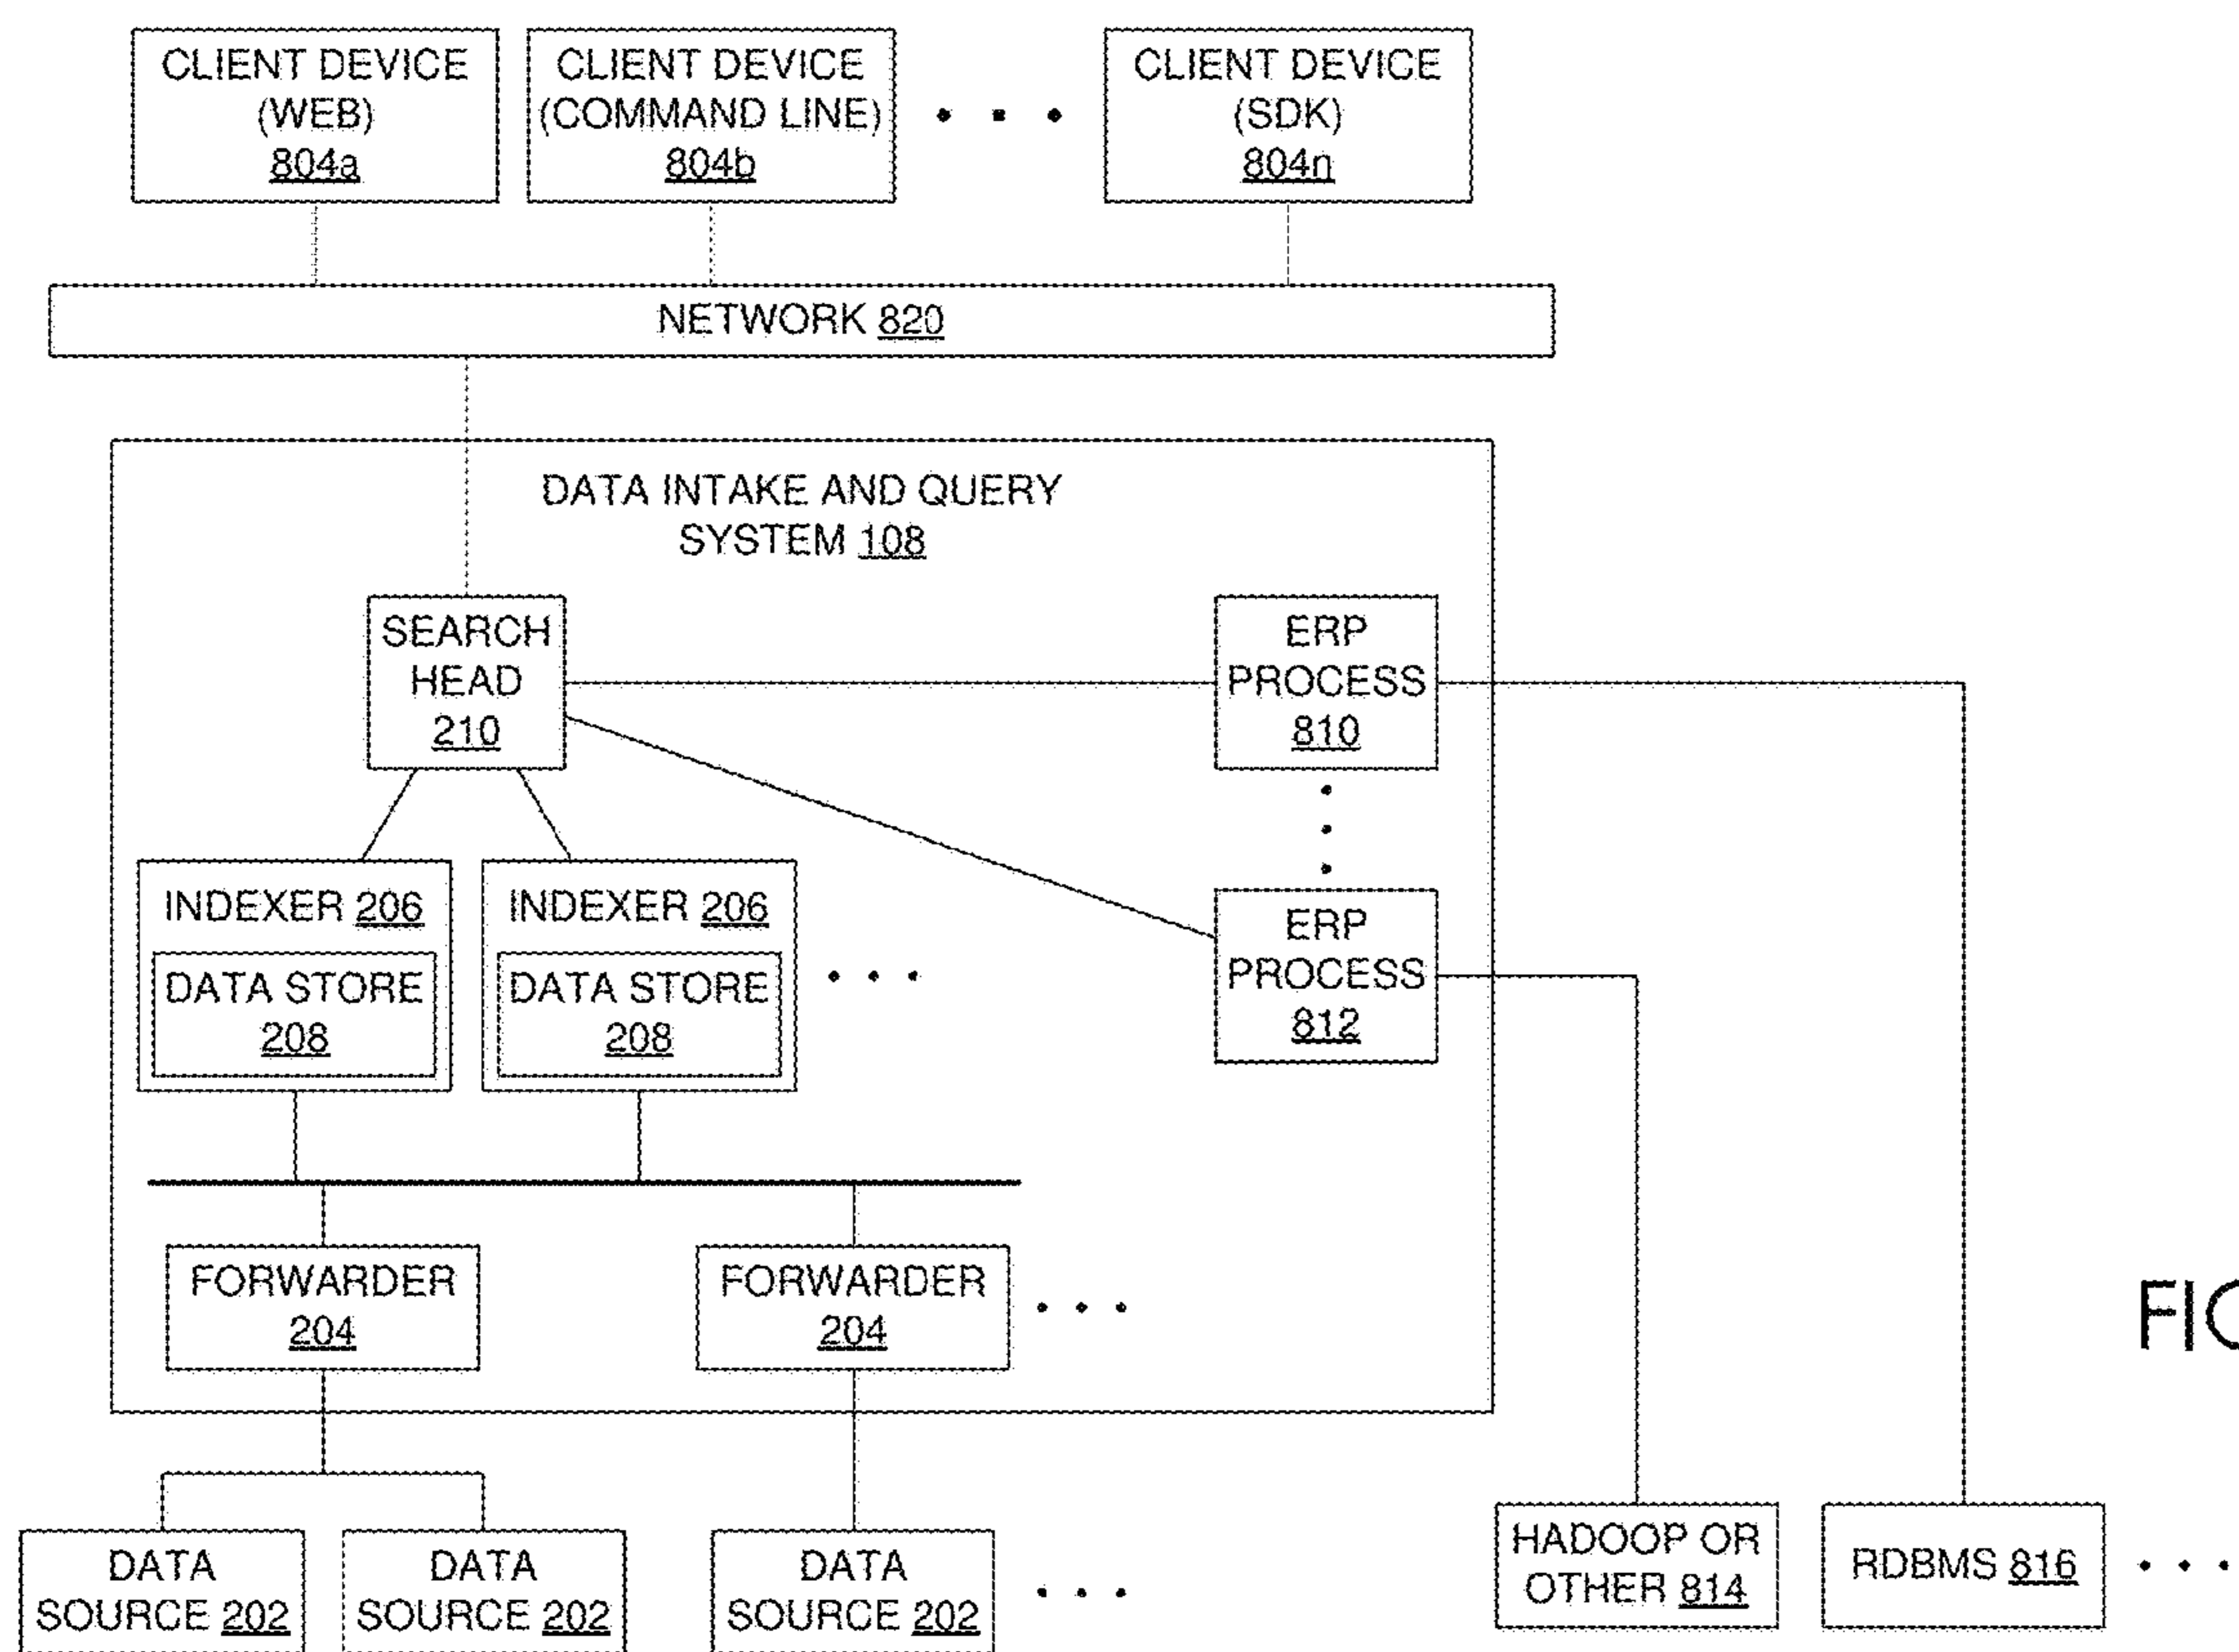 CLIENT DEVICE
(WEB)
804a
CLIENT DEVICE
(COMMAND LINE)
804b
CLIENT DEVICE
(SDK)
804n
NETWORK 820
DATA INTAKE AND QUERY
SYSTEM 108
SEARCH
HEAD
210
ERP
PROCESS
810
INDEXER 206
DATA STORE
208
INDEXER 206
DATA STORE
208
ERP
PROCESS
812
FORWARDER
204
FORWARDER
204
DATA
SOURCE 202
DATA
SOURCE 202
DATA
SOURCE 202
HADOOP OR
OTHER 814
RDBMS 816